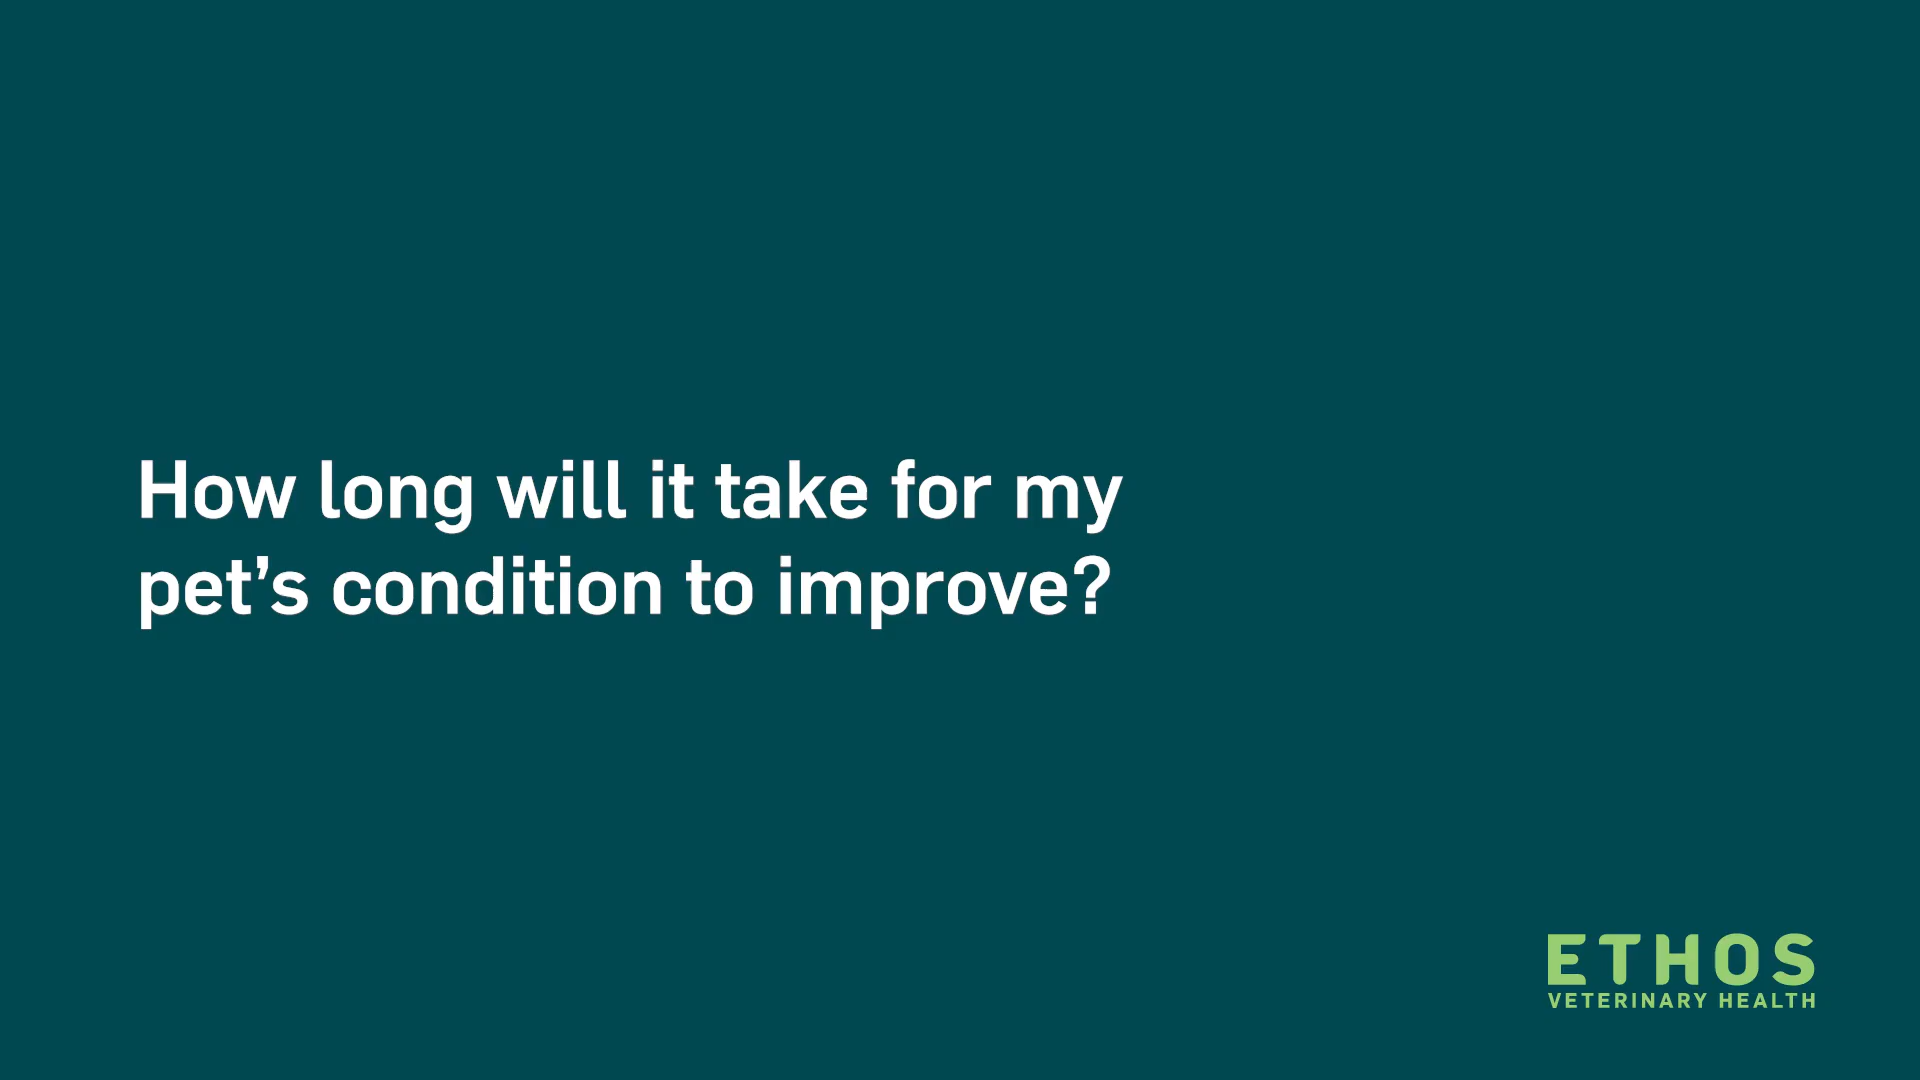 How long will it take for my
pet’s condition to improve?
ETHOS
VETERINARY HEALTH